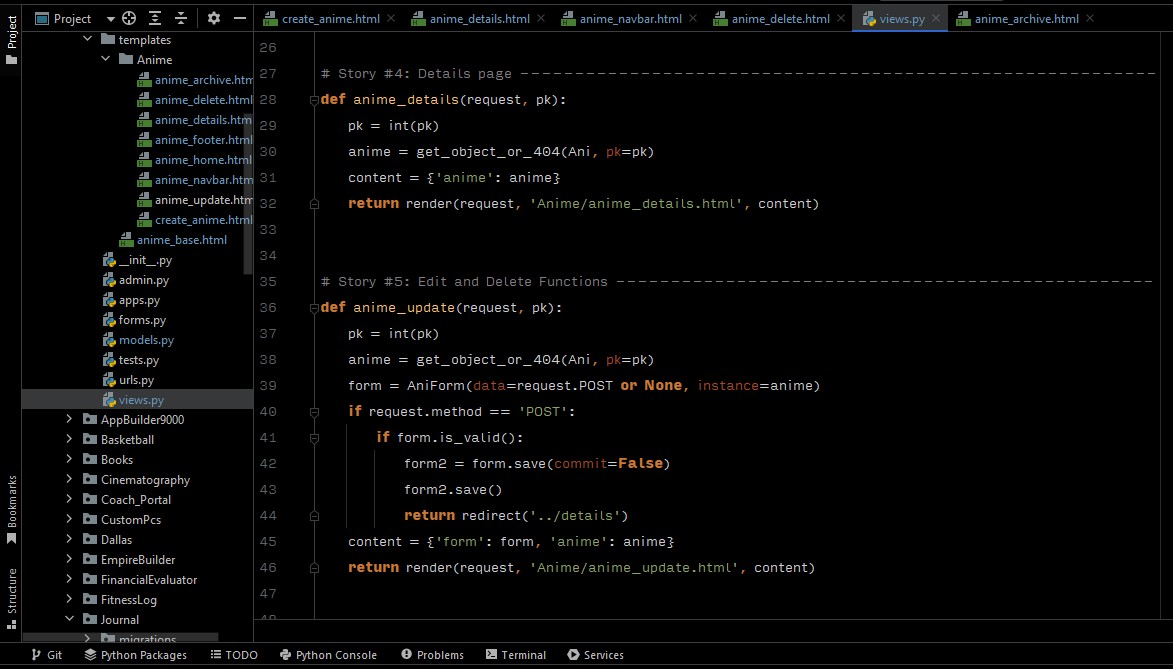 Project
create_anime.html
anime_details.html
anime_navbar.html
anime_delete.html
views.py
anime_archive.html
Project
templates
Anime
anime_archive.htm
anime_delete.html
anime_details.htm
anime_footer.html
anime_home.html
anime_navbar.htm
anime_update.htm
create_anime.html
anime_base.html
__init__.py
admin.py
apps.py
forms.py
models.py
tests.py
urls.py
views.py
AppBuilder9000
Basketball
Books
Cinematography
Coach_Portal
CustomPcs
Dallas
EmpireBuilder
FinancialEvaluator
FitnessLog
Journal
migrations
Bookmarks
Structure
26
27 # Story #4: Details page -----------------------------------------------------------
28 def anime_details(request, pk):
29 pk = int(pk)
30 anime = get_object_or_404(Ani, pk=pk)
31 content = {'anime': anime}
32 return render(request, 'Anime/anime_details.html', content)
33
34
35 # Story #5: Edit and Delete Functions --------------------------------------------------
36 def anime_update(request, pk):
37 pk = int(pk)
38 anime = get_object_or_404(Ani, pk=pk)
39 form = AniForm(data=request.POST or None, instance=anime)
40 if request.method == 'POST':
41 if form.is_valid():
42 form2 = form.save(commit=False)
43 form2.save()
44 return redirect('../details')
45 content = {'form': form, 'anime': anime}
46 return render(request, 'Anime/anime_update.html', content)
47
48
Git
Python Packages
TODO
Python Console
Problems
Terminal
Services